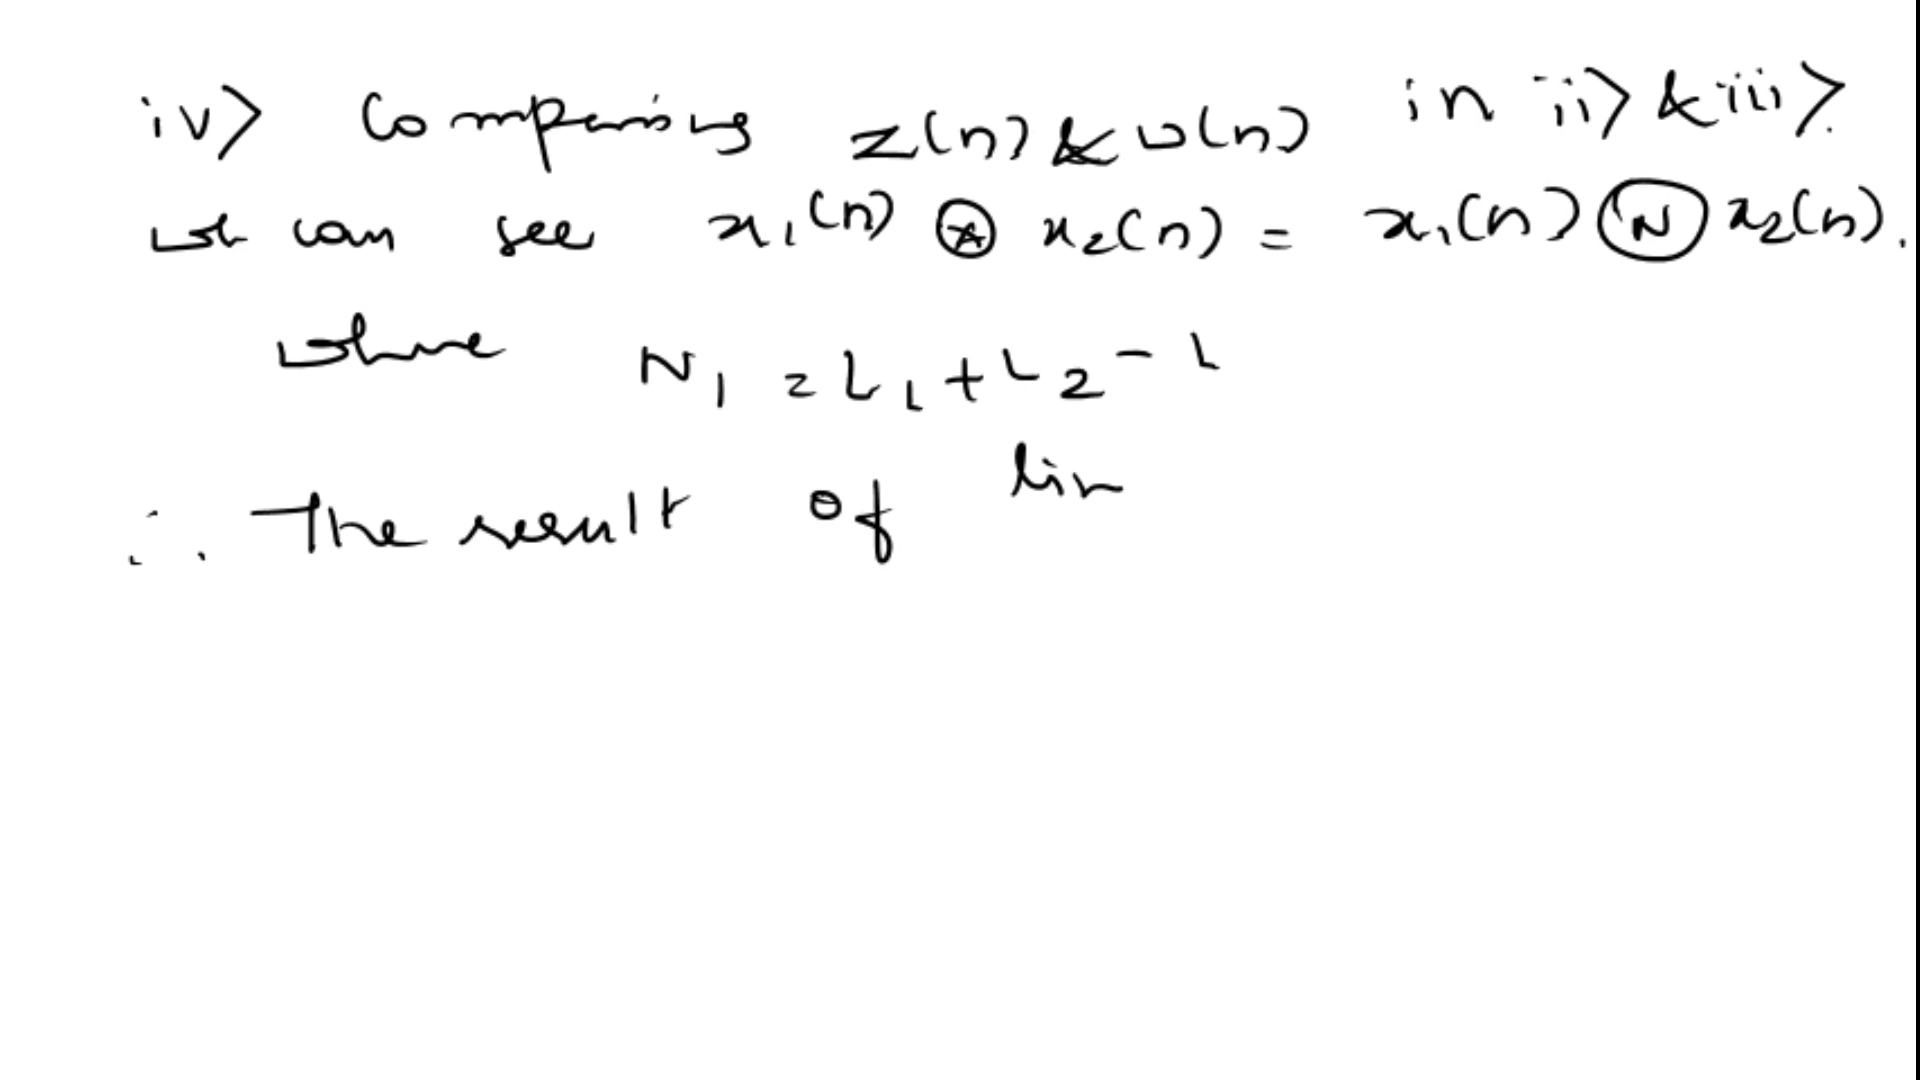 iv> Comparing z(n) & v(n) in ii> & iii>.
we can see x₁(n) ⊛ x₂(n) = x₁(n) Ⓝ x₂(n).
where N₁ = L₁ + L₂ - 1
∴ The result of lin